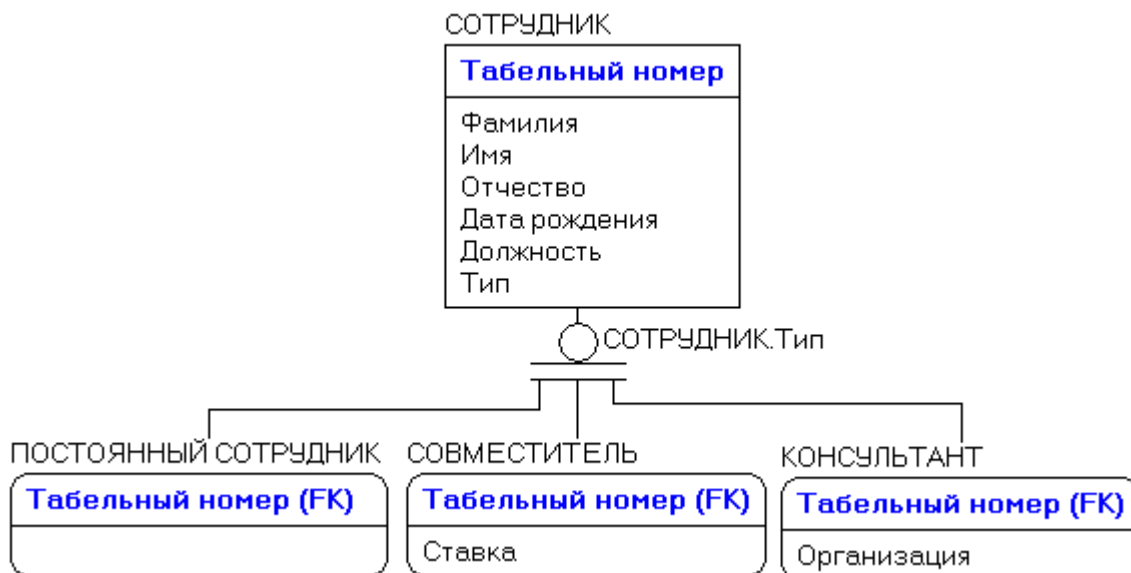 СОТРУДНИК
Табельный номер
Фамилия
Имя
Отчество
Дата рождения
Должность
Тип
СОТРУДНИК.Тип
ПОСТОЯННЫЙ СОТРУДНИК
Табельный номер (FK)
СОВМЕСТИТЕЛЬ
Табельный номер (FK)
Ставка
КОНСУЛЬТАНТ
Табельный номер (FK)
Организация